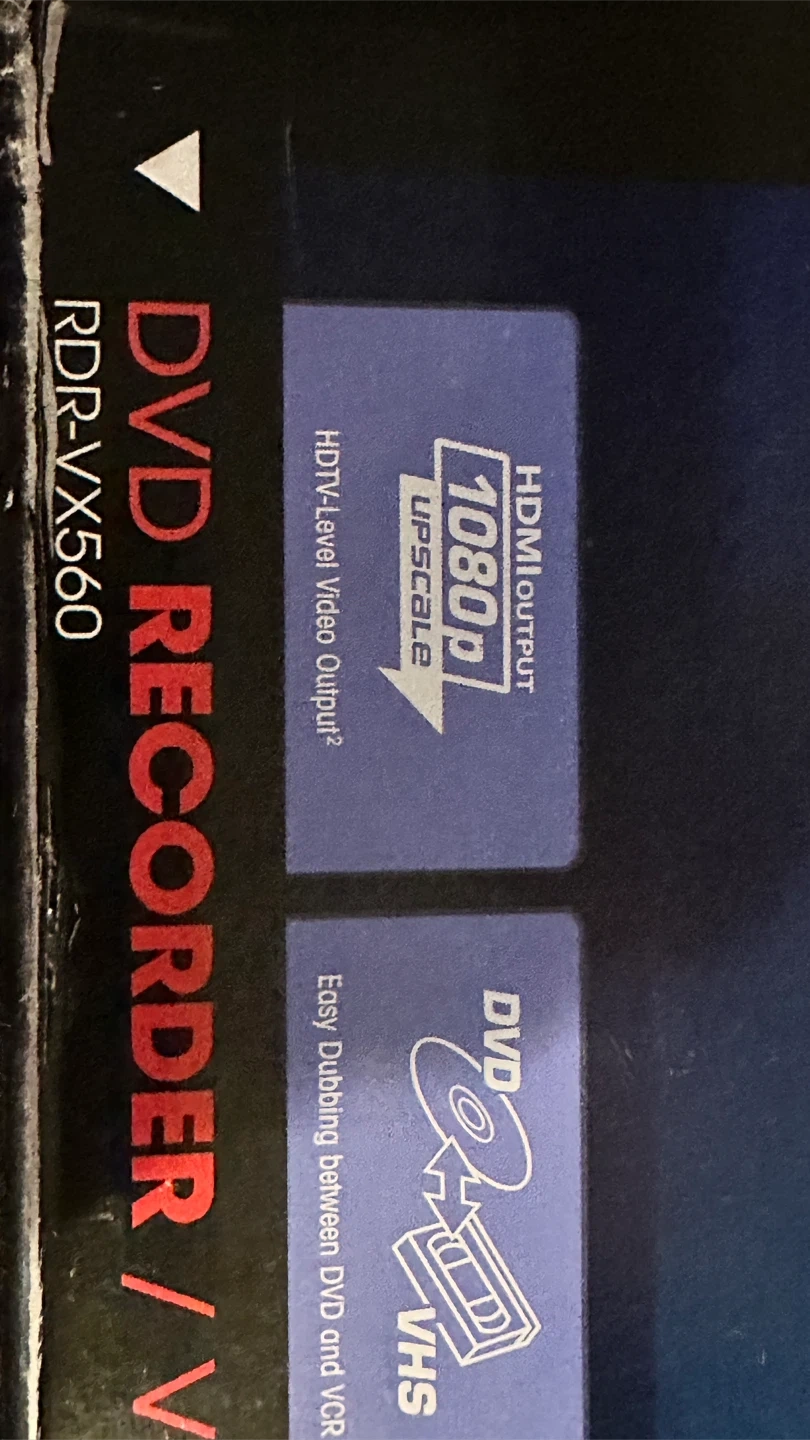 HDMI OUTPUT
1080p
UPSCALE
HDTV-Level Video Output²
DVD
VHS
Easy Dubbing between DVD and VCR
DVD RECORDER / V
RDR-VX560